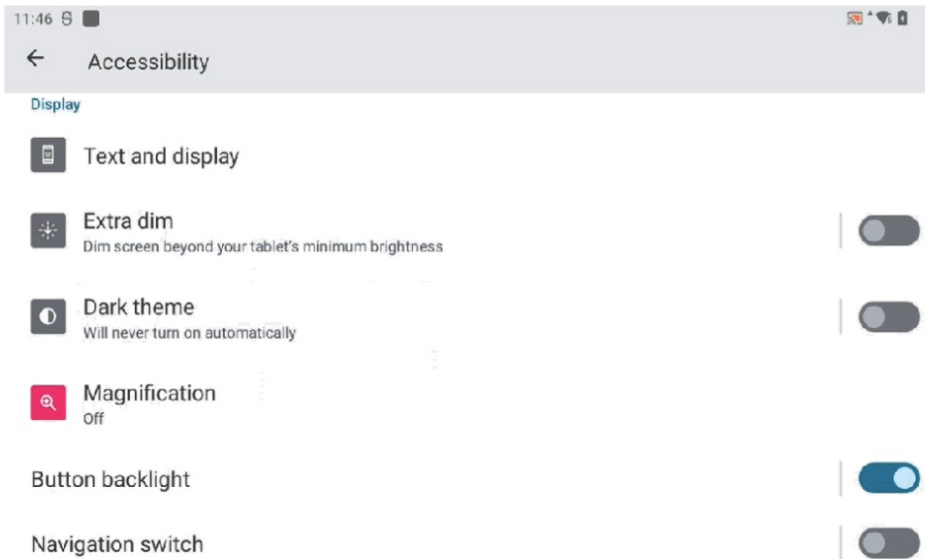 11:46
Accessibility
Display
Text and display
Extra dim
Dim screen beyond your tablet's minimum brightness
Dark theme
Will never turn on automatically
Magnification
Off
Button backlight
Navigation switch